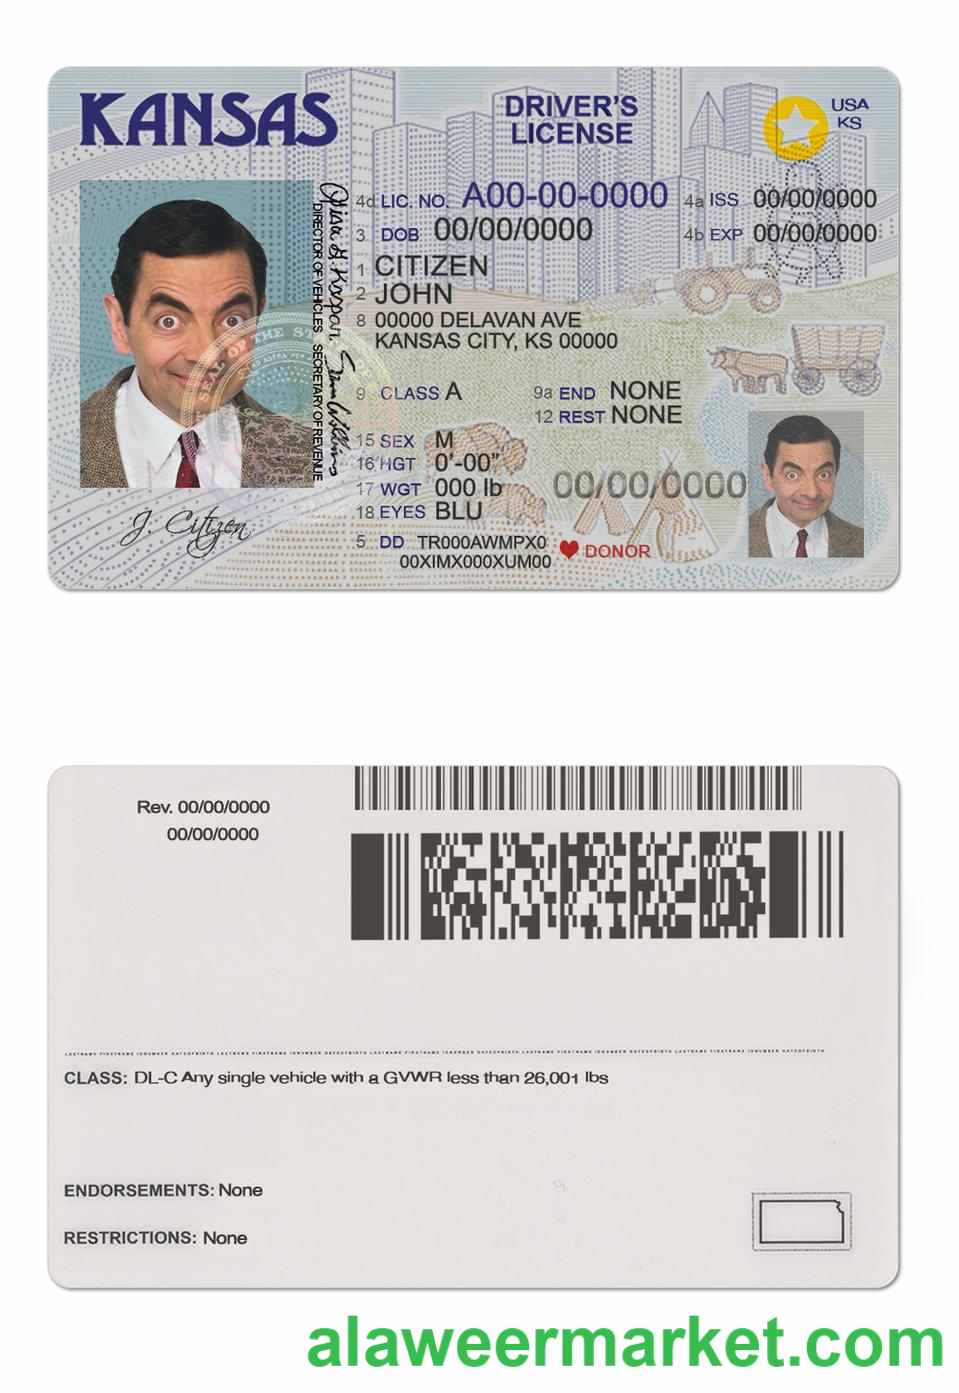 KANSAS
DRIVER'S
LICENSE
USA
KS
4d LIC. NO. A00-00-0000
4a ISS 00/00/0000
3 DOB 00/00/0000
4b EXP 00/00/0000
1 CITIZEN
2 JOHN
8 00000 DELAVAN AVE
KANSAS CITY, KS 00000
9 CLASS A
9a END NONE
12 REST NONE
15 SEX M
16 HGT 0'-00"
17 WGT 000 lb
18 EYES BLU
00/00/0000
5 DD TR000AWMPX0
00XIMX000XUM00
DONOR
DIRECTOR OF VEHICLES SECRETARY OF REVENUE
SEAL OF THE
J. Citizen
Rev. 00/00/0000
00/00/0000
CLASS: DL-C Any single vehicle with a GVWR less than 26,001 lbs
ENDORSEMENTS: None
RESTRICTIONS: None
alaweermarket.com